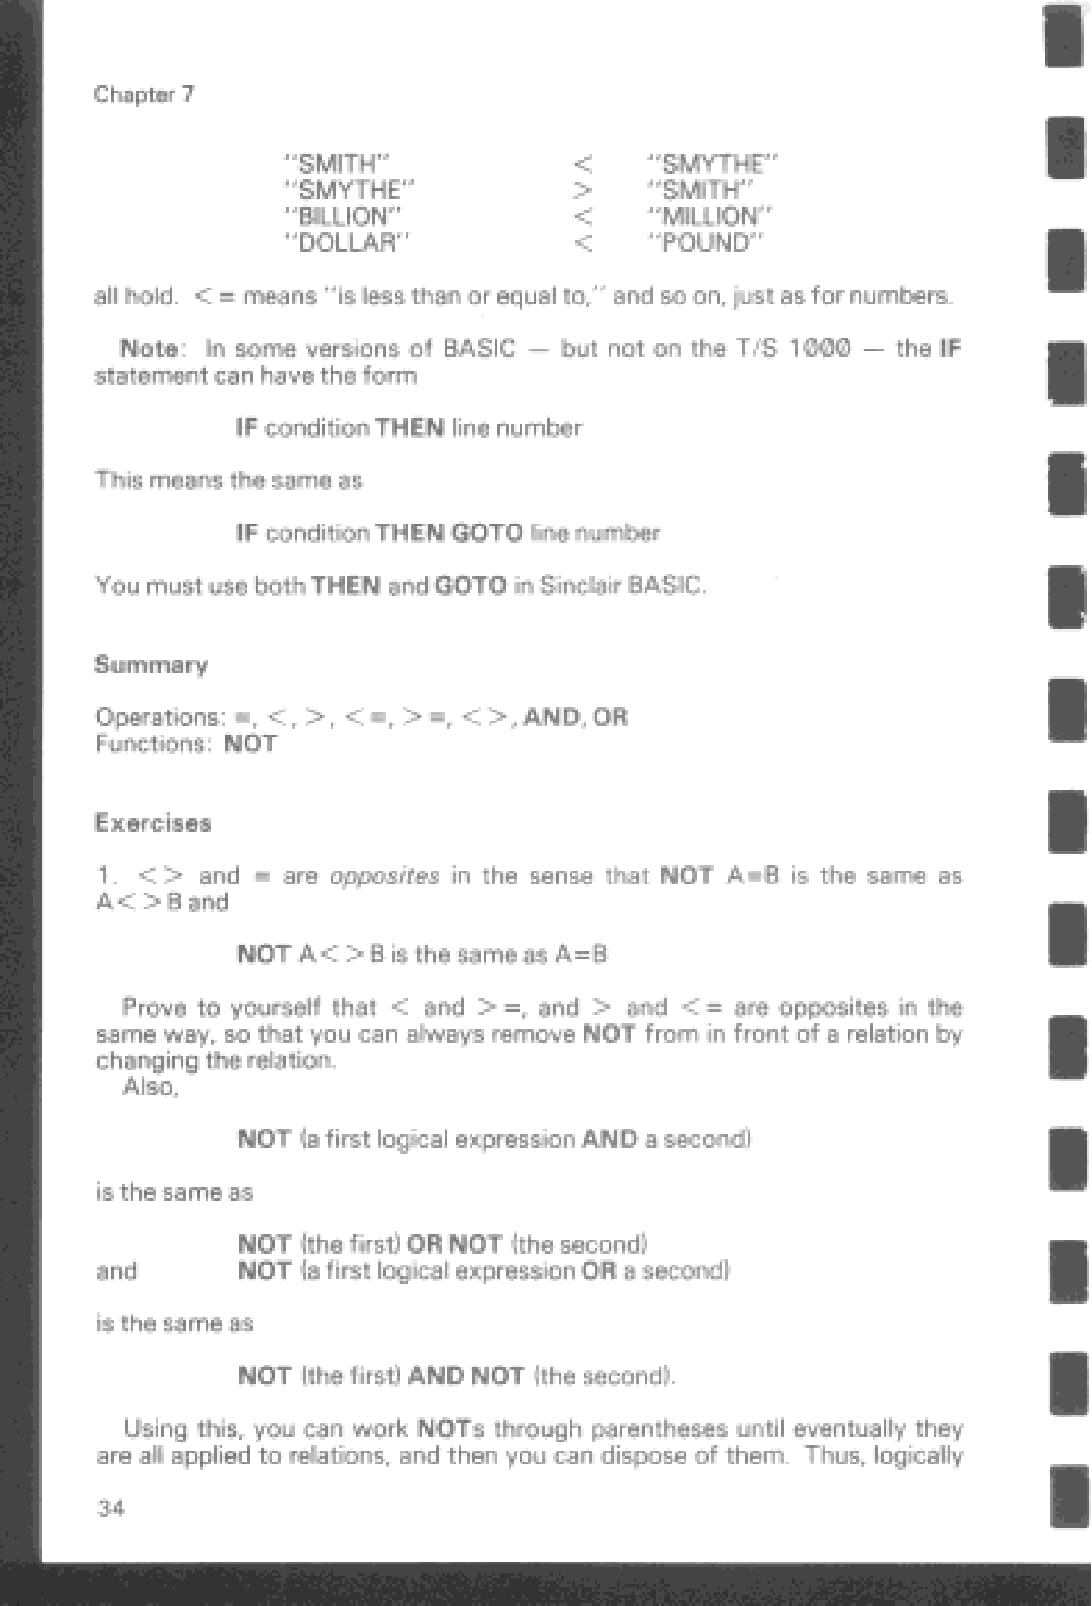 Chapter 7
"SMITH" < "SMYTHE"
"SMYTHE" > "SMITH"
"BILLION" < "MILLION"
"DOLLAR" < "POUND"
all hold. <= means "is less than or equal to," and so on, just as for numbers.
Note: In some versions of BASIC — but not on the T/S 1000 — the IF
statement can have the form
IF condition THEN line number
This means the same as
IF condition THEN GOTO line number
You must use both THEN and GOTO in Sinclair BASIC.
Summary
Operations: =, <, >, <=, >=, <>, AND, OR
Functions: NOT
Exercises
1. <> and = are opposites in the sense that NOT A=B is the same as
A<>B and
NOT A<>B is the same as A=B
Prove to yourself that < and >=, and > and <= are opposites in the
same way, so that you can always remove NOT from in front of a relation by
changing the relation.
Also,
NOT (a first logical expression AND a second)
is the same as
NOT (the first) OR NOT (the second)
and NOT (a first logical expression OR a second)
is the same as
NOT (the first) AND NOT (the second).
Using this, you can work NOTs through parentheses until eventually they
are all applied to relations, and then you can dispose of them. Thus, logically
34